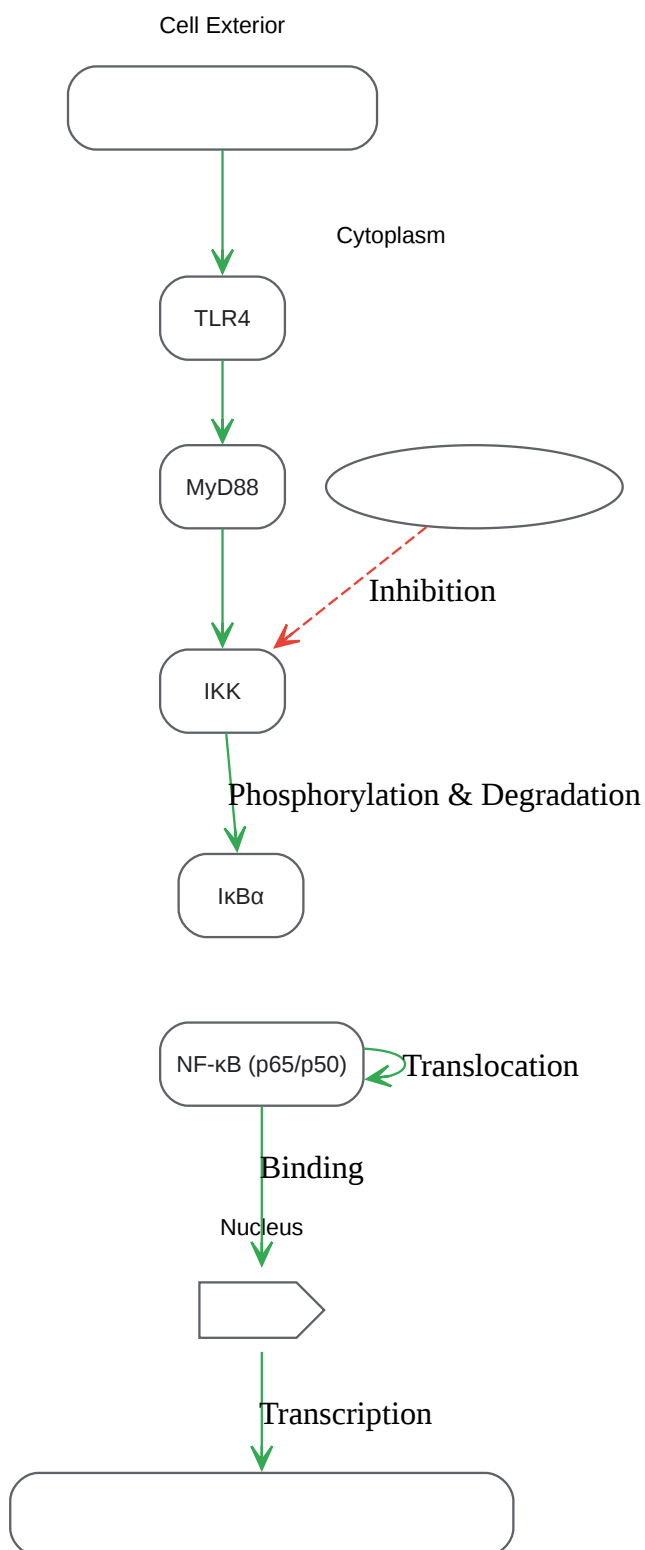 Cell Exterior
Cytoplasm
TLR4
MyD88
Inhibition
IKK
Phosphorylation & Degradation
IκBα
NF-κB (p65/p50)
Translocation
Binding
Nucleus
Transcription